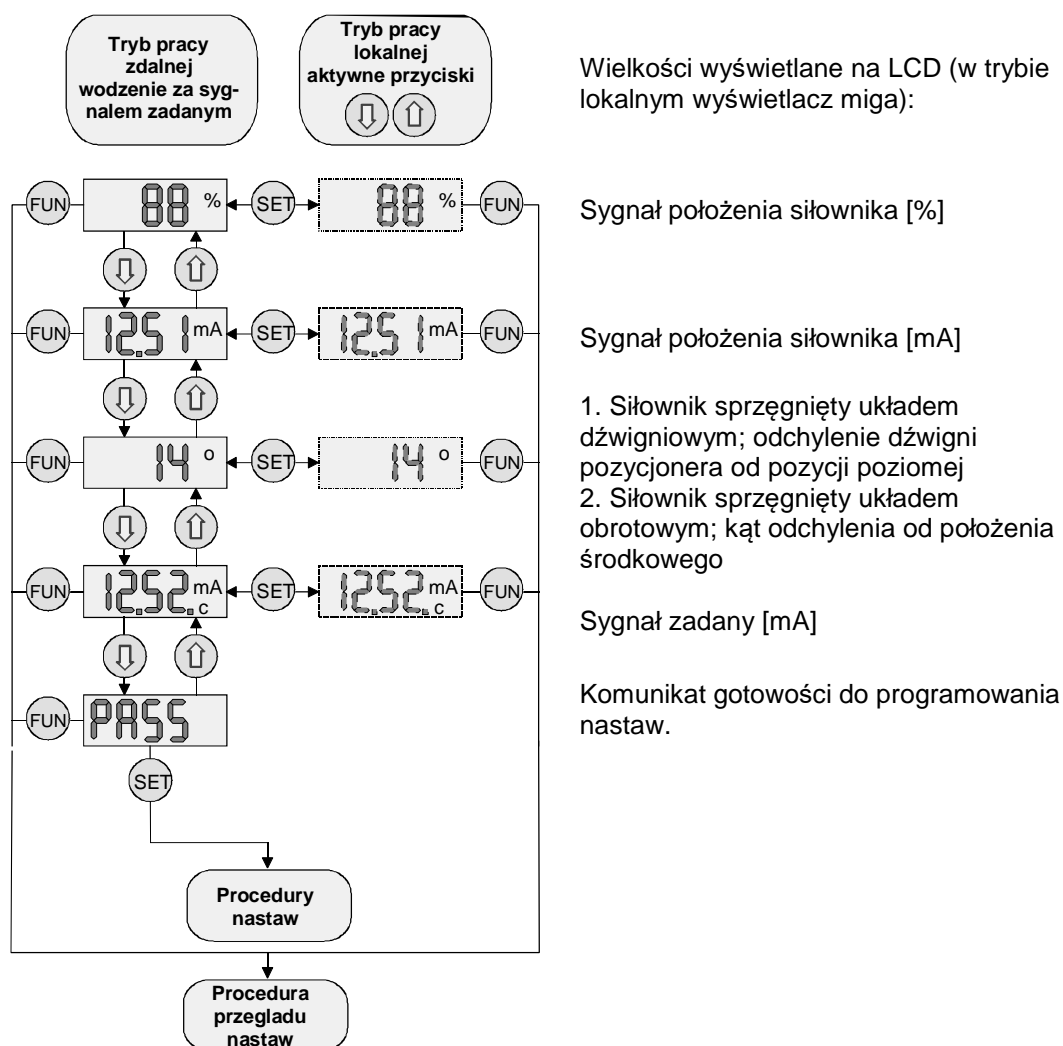 Tryb pracy
zdalnej
wodzenie za syg-
nalem zadanym
Tryb pracy
lokalnej
aktywne przyciski
Wielkości wyświetlane na LCD (w trybie
lokalnym wyświetlacz miga):
FUN 88 % SET 88 % FUN
Sygnał położenia siłownika [%]
FUN 12.51 mA SET 12.51 mA FUN
Sygnał położenia siłownika [mA]
1. Siłownik sprzęgnięty układem
dźwigniowym; odchylenie dźwigni
pozycjonera od pozycji poziomej
2. Siłownik sprzęgnięty układem
obrotowym; kąt odchylenia od położenia
środkowego
FUN 14 o SET 14 o FUN
FUN 12.52. mA c SET 12.52. mA c FUN
Sygnał zadany [mA]
FUN PASS
Komunikat gotowości do programowania
nastaw.
SET
Procedury
nastaw
Procedura
przegladu
nastaw